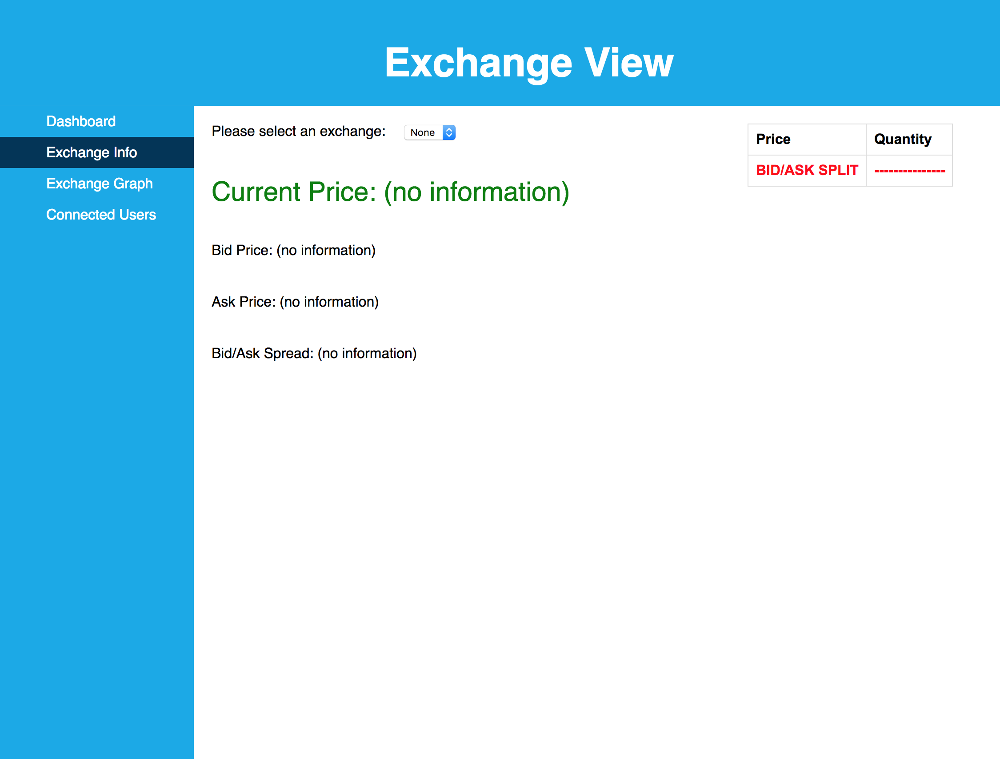 Exchange View
Dashboard
Exchange Info
Exchange Graph
Connected Users
Please select an exchange: None
Current Price: (no information)
Bid Price: (no information)
Ask Price: (no information)
Bid/Ask Spread: (no information)
Price Quantity
BID/ASK SPLIT ---------------